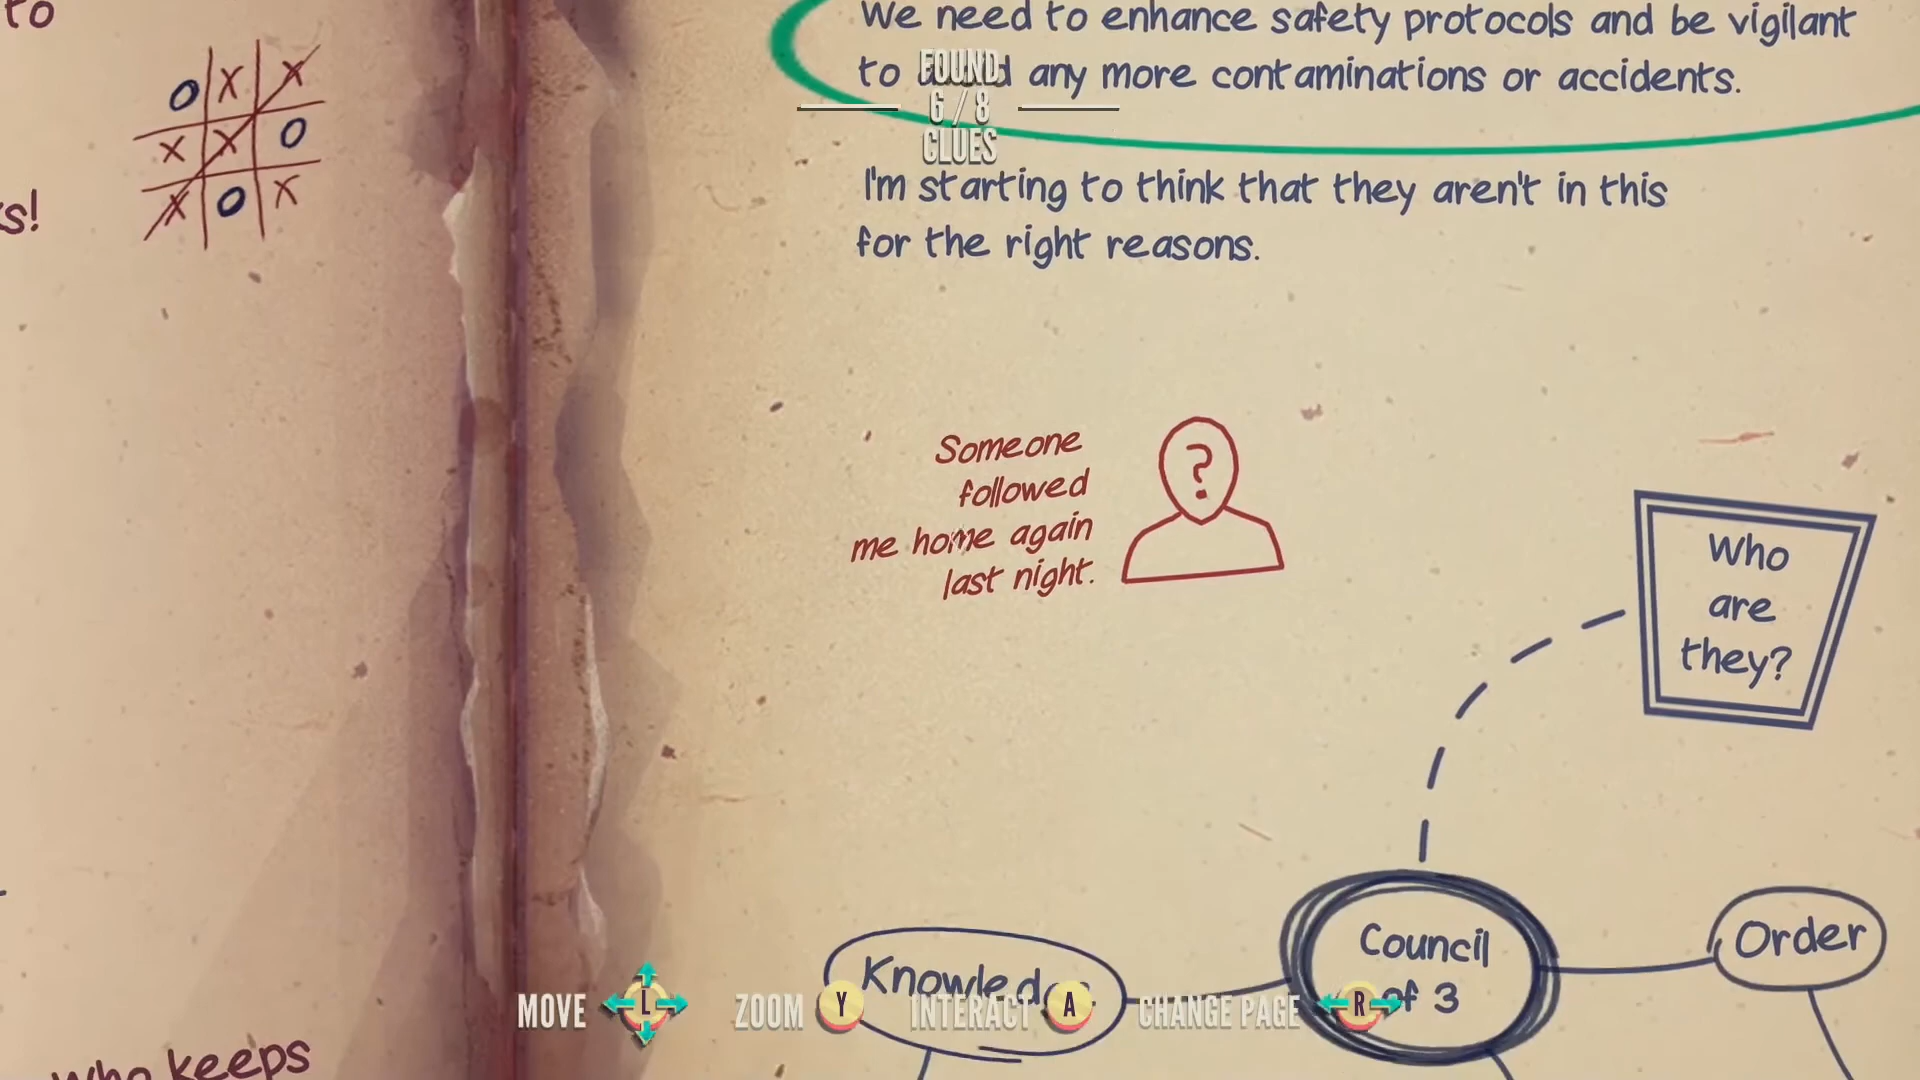 to
O X X
X X O
X O X
s!
who keeps
We need to enhance safety protocols and be vigilant
to any more contaminations or accidents.
I'm starting to think that they aren't in this
for the right reasons.
FOUND
6 / 8
CLUES
Someone
followed
me home again
last night.
?
Who
are
they?
Council
of 3
Order
MOVE L ZOOM Y INTERACT A CHANGE PAGE R